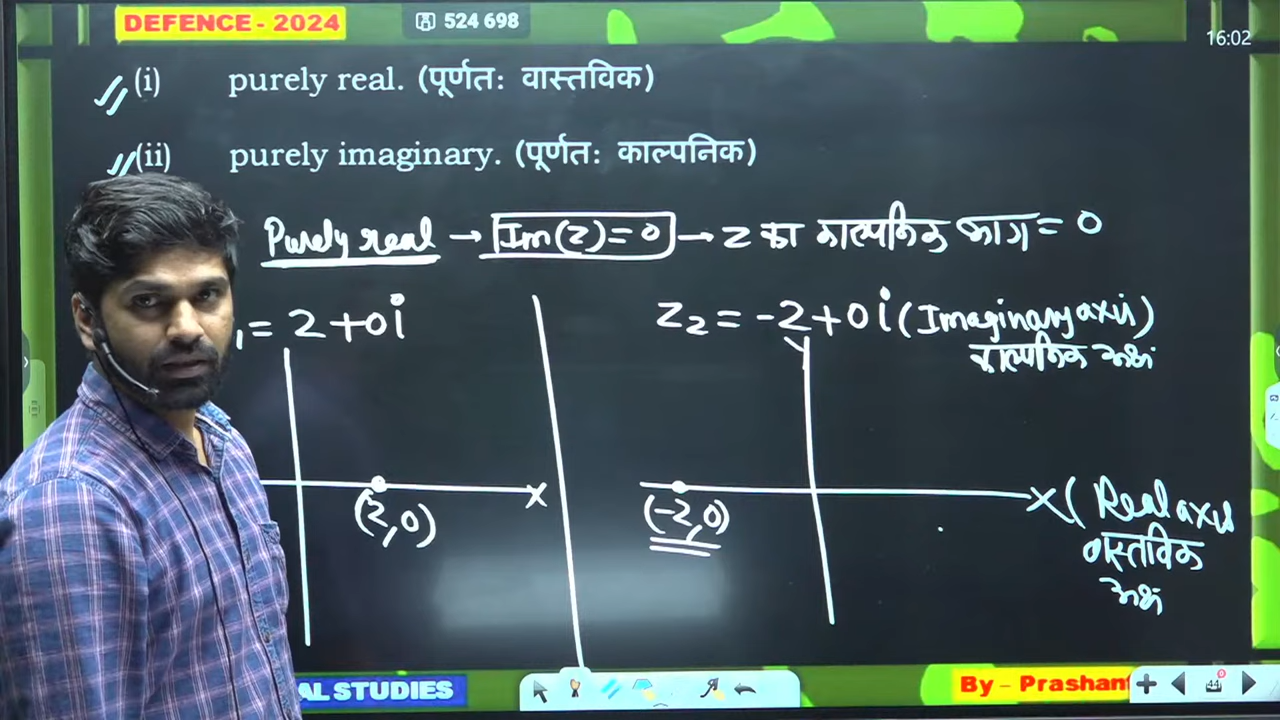 DEFENCE - 2024
524 698
16:02
(i) purely real. (पूर्णतः वास्तविक)
(ii) purely imaginary. (पूर्णतः काल्पनिक)
Purely real → Im(z)=0 → z का काल्पनिक भाग = 0
1 = 2 + 0i
z2 = -2 + 0i (Imaginary axis)
काल्पनिक अक्ष
y
x
(2,0)
(-2,0)
x (Real axis
वास्तविक
अक्ष
AL STUDIES
By - Prashant